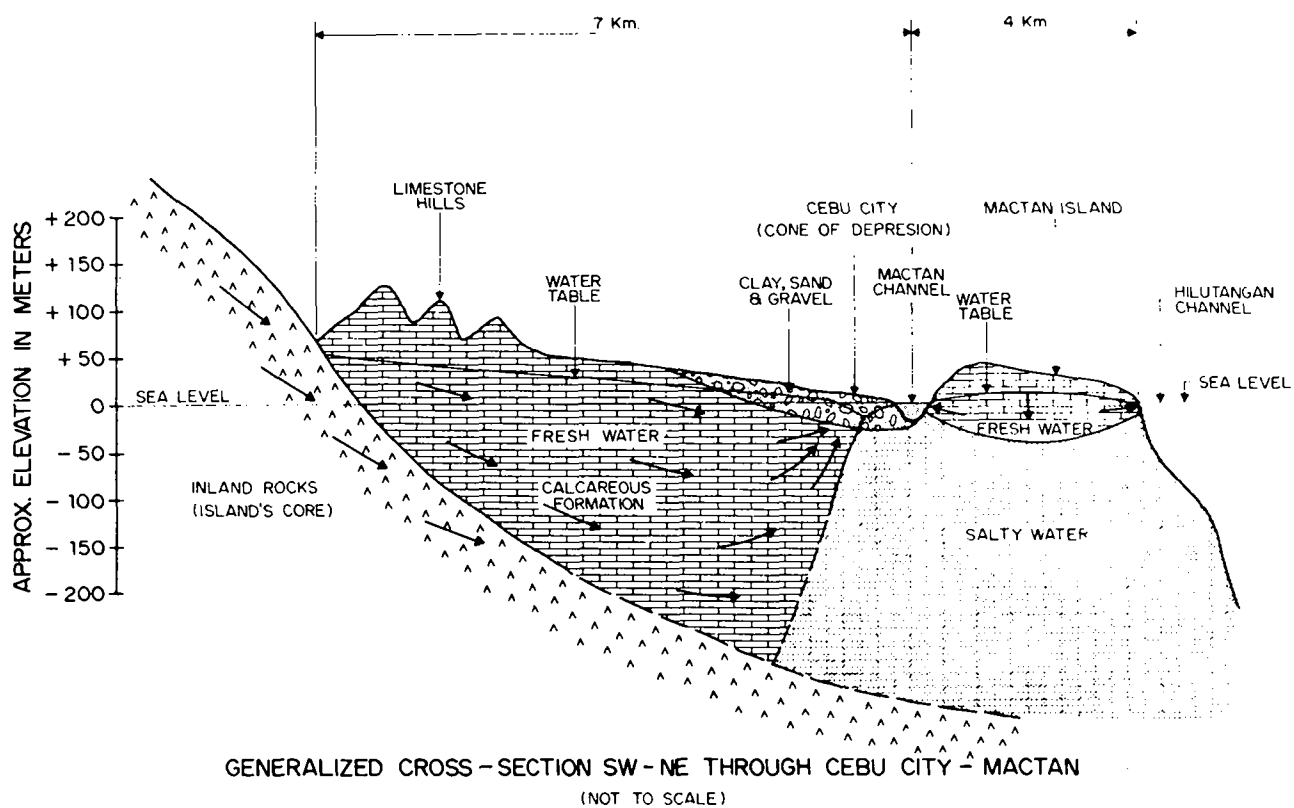 7 Km.
4 Km
LIMESTONE
HILLS
CEBU CITY
(CONE OF DEPRESION)
MACTAN ISLAND
WATER
TABLE
CLAY, SAND
& GRAVEL
MACTAN
CHANNEL
WATER
TABLE
HILUTANGAN
CHANNEL
APPROX. ELEVATION IN METERS
+ 200
+ 150
+ 100
+ 50
0
- 50
- 100
- 150
- 200
SEA LEVEL
SEA LEVEL
FRESH WATER
FRESH WATER
INLAND ROCKS
(ISLAND'S CORE)
CALCAREOUS
FORMATION
SALTY WATER
GENERALIZED CROSS - SECTION SW - NE THROUGH CEBU CITY - MACTAN
(NOT TO SCALE)